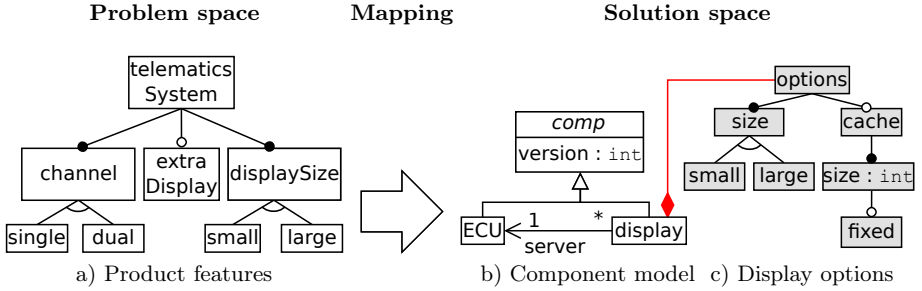 Problem space
Mapping
Solution space
telematics
System
channel
extra
Display
displaySize
single
dual
small
large
a) Product features
comp
version : int
ECU
1
server
*
display
b) Component model
options
size
cache
small
large
size : int
fixed
c) Display options